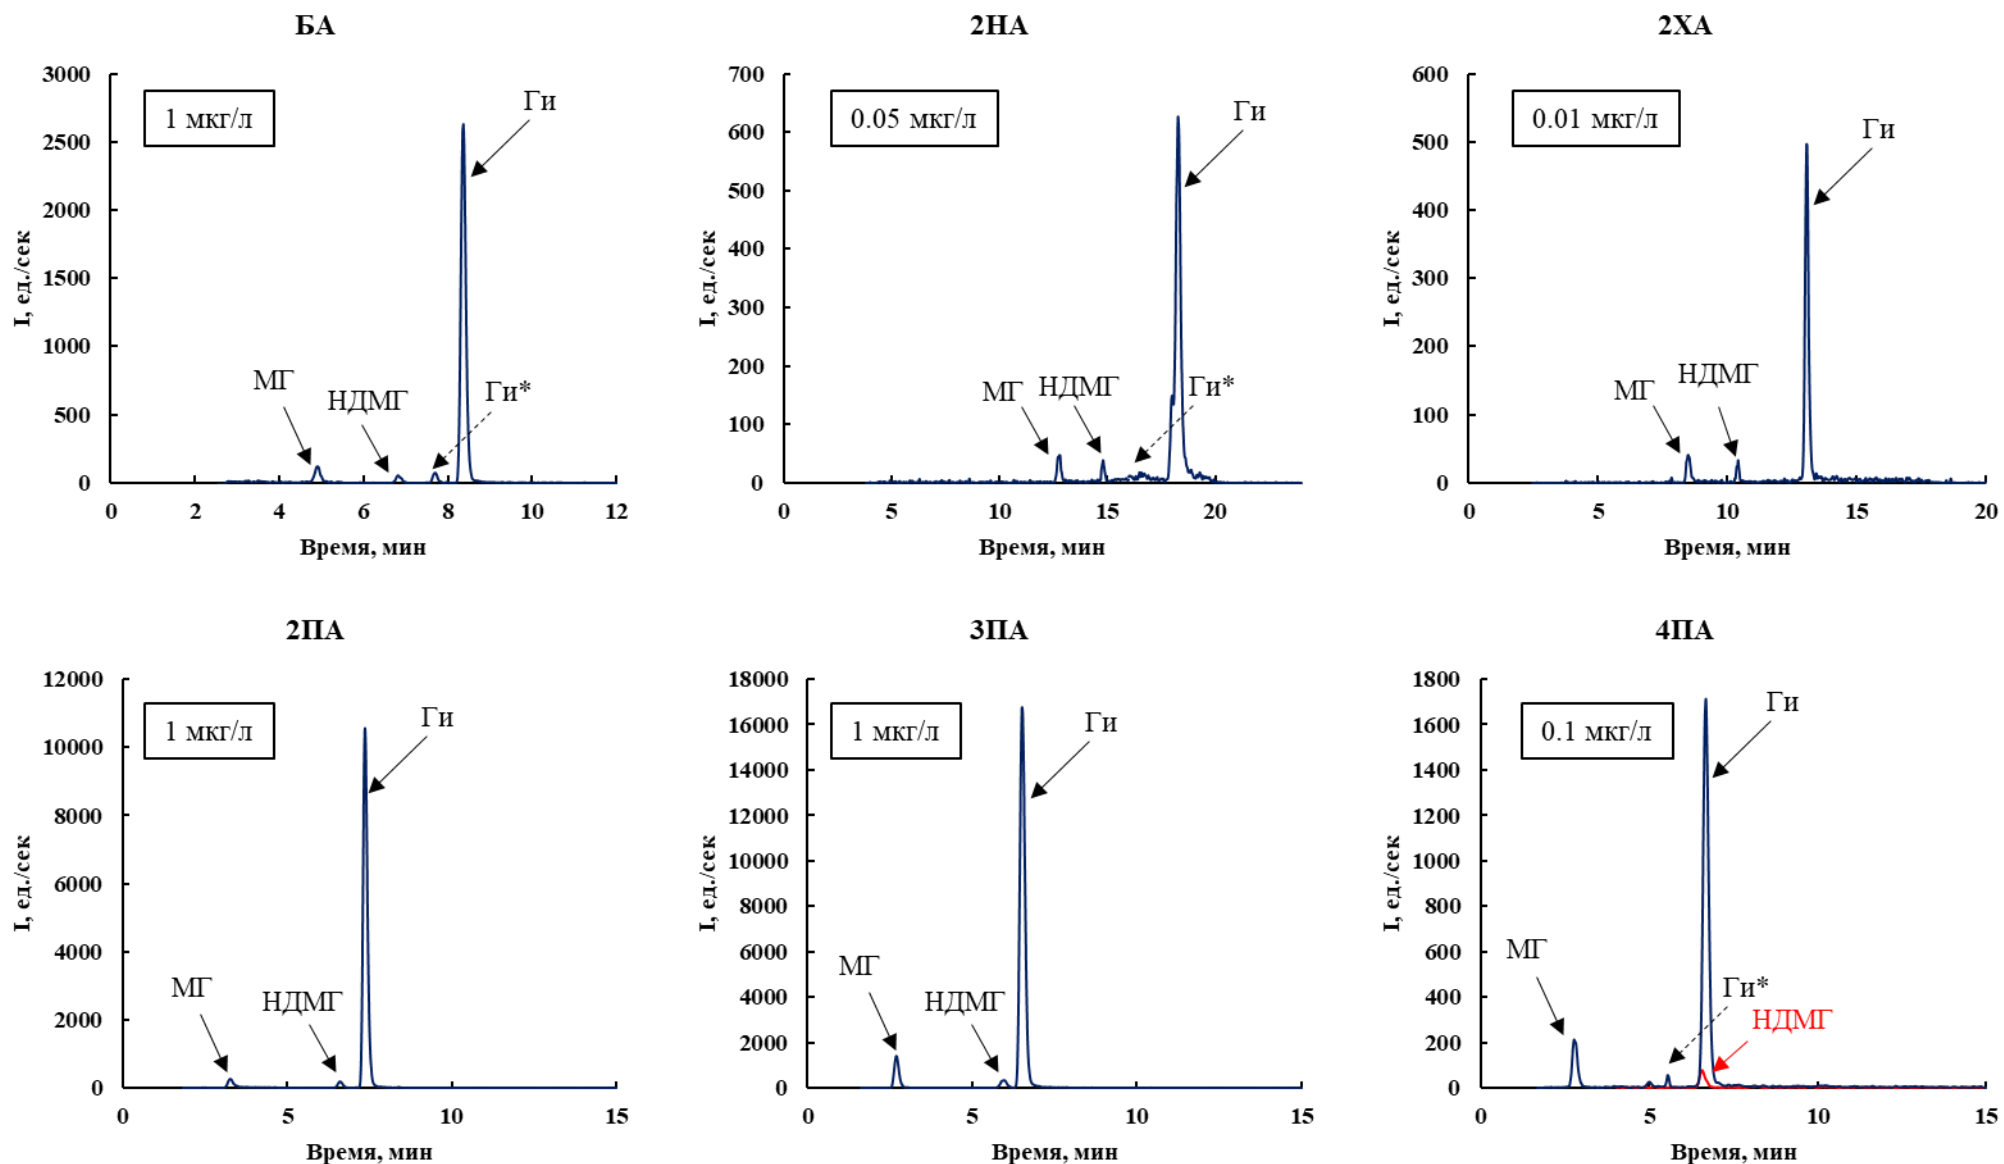 БА
3000
2500
2000
1500
1000
500
0
I, ед./сек
1 мкг/л
МГ
НДМГ
Ги*
Ги
0 2 4 6 8 10 12
Время, мин
2НА
700
600
500
400
300
200
100
0
I, ед./сек
0.05 мкг/л
МГ
НДМГ
Ги*
Ги
0 5 10 15 20
Время, мин
2ХА
600
500
400
300
200
100
0
I, ед./сек
0.01 мкг/л
МГ
НДМГ
Ги
0 5 10 15 20
Время, мин
2ПА
12000
10000
8000
6000
4000
2000
0
I, ед./сек
1 мкг/л
МГ
НДМГ
Ги
0 5 10 15
Время, мин
3ПА
18000
16000
14000
12000
10000
8000
6000
4000
2000
0
I, ед./сек
1 мкг/л
МГ
НДМГ
Ги
0 5 10 15
Время, мин
4ПА
1800
1600
1400
1200
1000
800
600
400
200
0
I, ед./сек
0.1 мкг/л
МГ
Ги*
НДМГ
Ги
0 5 10 15
Время, мин